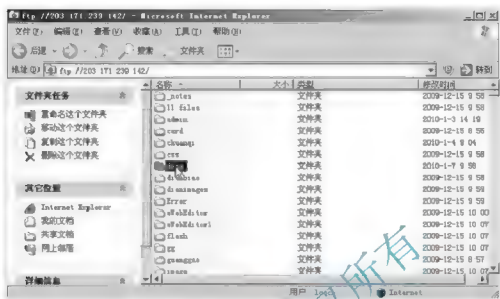 ftp //203 171 239 142/ - Microsoft Internet Explorer
文件(F) 编辑(E) 查看(V) 收藏(A) 工具(T) 帮助(H)
后退 搜索 文件夹
地址(D) ftp //203 171 239 142/ 转到
文件夹任务
重命名这个文件夹
移动这个文件夹
复制这个文件夹
删除这个文件夹
其它位置
Internet Explorer
我的文档
共享文档
网上邻居
详细信息
名称 大小 类型 修改时间
_notes 文件夹 2009-12-15 9 58
11 files 文件夹 2009-12-15 9 58
admin 文件夹 2010-1-3 14 19
card 文件夹 2009-12-15 8 56
chuangi 文件夹 2010-1-4 9 04
css 文件夹 2009-12-15 9 58
文件夹 2010-1-7 9 58
文件夹 2009-12-15 9 58
文件夹 2009-12-15 9 59
Error 文件夹 2009-12-15 9 59
eWebEditor 文件夹 2009-12-15 10 03
eWebEditor1 文件夹 2009-12-15 10 07
flash 文件夹 2009-12-15 10 07
gg 文件夹 2009-12-15 10 07
guanggao 文件夹 2009-12-15 8 57
文件夹 2009-12-15 10 07
用户 Internet
所有